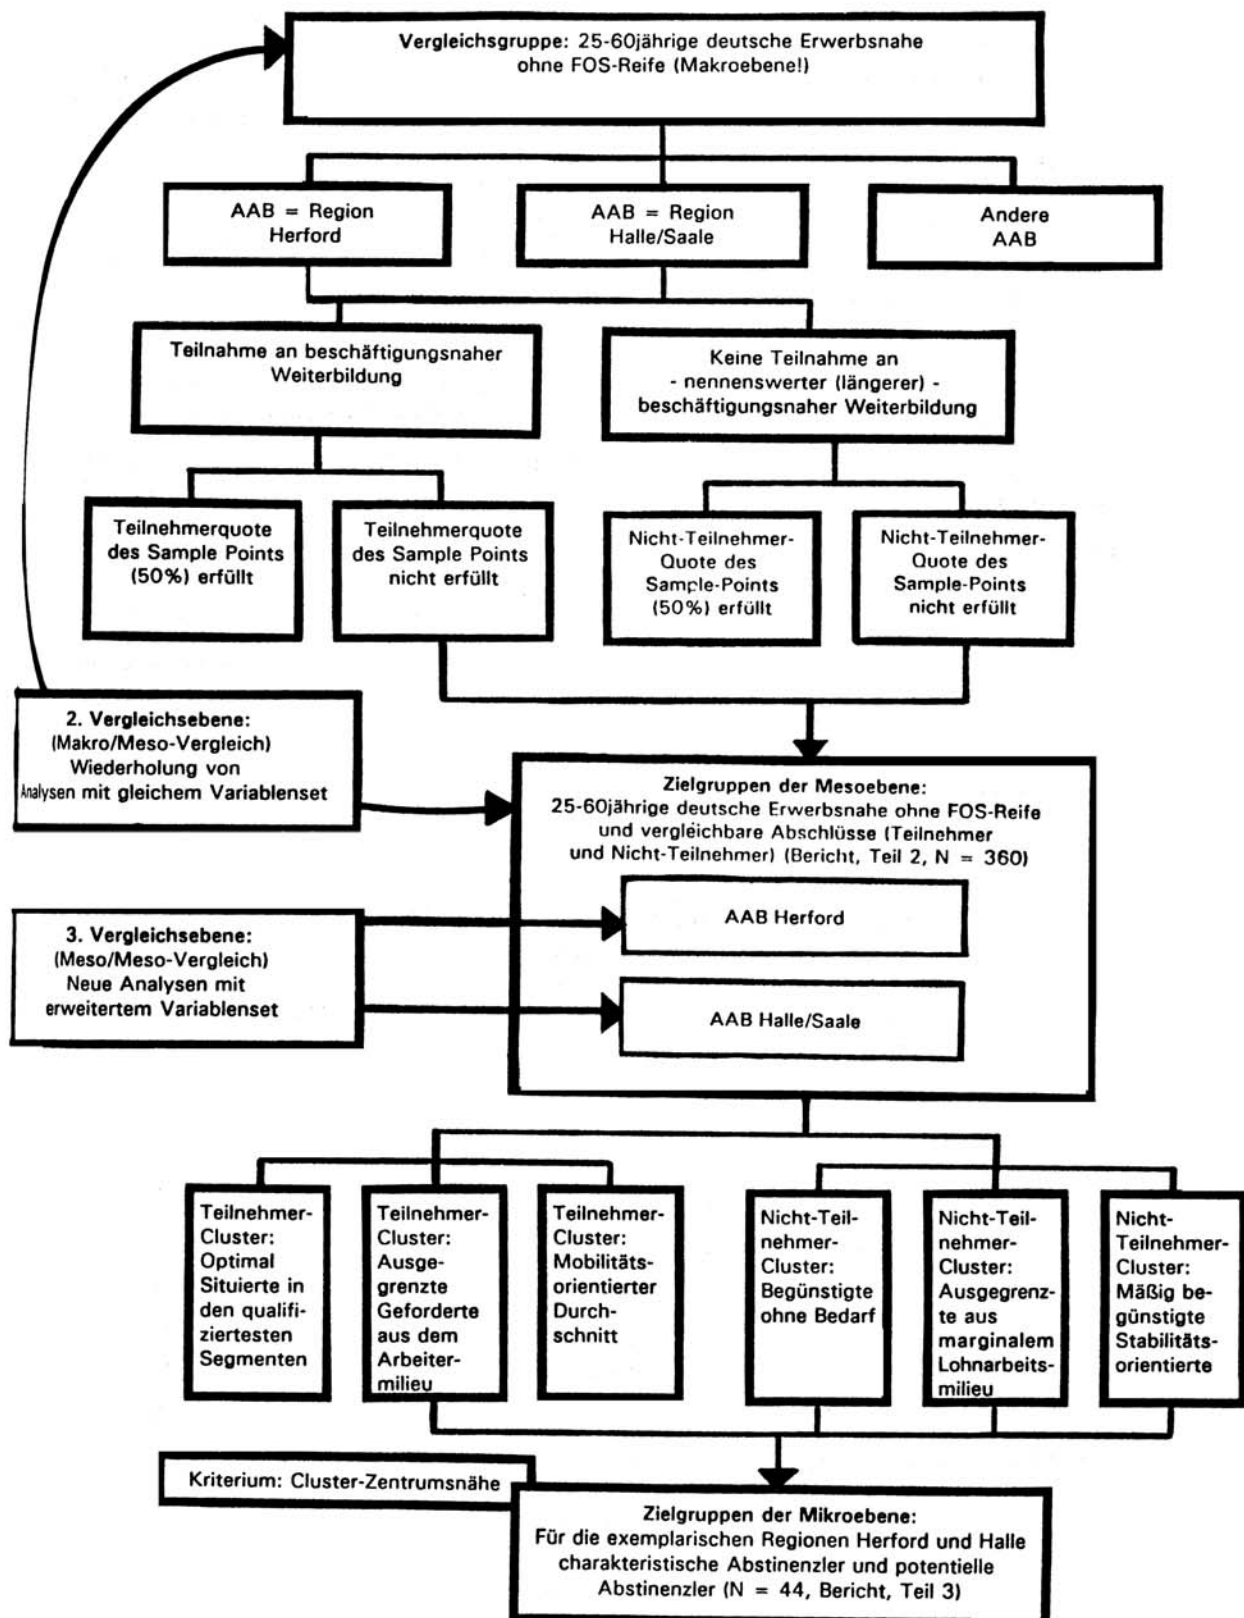 Vergleichsgruppe: 25-60jährige deutsche Erwerbsnahe
ohne FOS-Reife (Makroebene!)
AAB = Region
Herford
AAB = Region
Halle/Saale
Andere
AAB
Teilnahme an beschäftigungsnaher
Weiterbildung
Keine Teilnahme an
- nennenswerter (längerer) -
beschäftigungsnaher Weiterbildung
Teilnehmerquote
des Sample Points
(50%) erfüllt
Teilnehmerquote
des Sample Points
nicht erfüllt
Nicht-Teilnehmer-
Quote des
Sample-Points
(50%) erfüllt
Nicht-Teilnehmer-
Quote des
Sample-Points
nicht erfüllt
2. Vergleichsebene:
(Makro/Meso-Vergleich)
Wiederholung von
Analysen mit gleichem Variablenset
Zielgruppen der Mesoebene:
25-60jährige deutsche Erwerbsnahe ohne FOS-Reife
und vergleichbare Abschlüsse (Teilnehmer
und Nicht-Teilnehmer) (Bericht, Teil 2, N = 360)
AAB Herford
AAB Halle/Saale
3. Vergleichsebene:
(Meso/Meso-Vergleich)
Neue Analysen mit
erweitertem Variablenset
Teilnehmer-
Cluster:
Optimal
Situierte in
den qualifi-
ziertesten
Segmenten
Teilnehmer-
Cluster:
Ausge-
grenzte
Geforderte
aus dem
Arbeiter-
milieu
Teilnehmer-
Cluster:
Mobilitäts-
orientierter
Durch-
schnitt
Nicht-Teil-
nehmer-
Cluster:
Begünstigte
ohne Bedarf
Nicht-Teil-
nehmer-
Cluster:
Ausgegrenz-
te aus
marginalem
Lohnarbeits-
milieu
Nicht-
Teilnehmer-
Cluster:
Mäßig be-
günstigte
Stabilitäts-
orientierte
Kriterium: Cluster-Zentrumsnähe
Zielgruppen der Mikroebene:
Für die exemplarischen Regionen Herford und Halle
charakteristische Abstinenzler und potentielle
Abstinenzler (N = 44, Bericht, Teil 3)